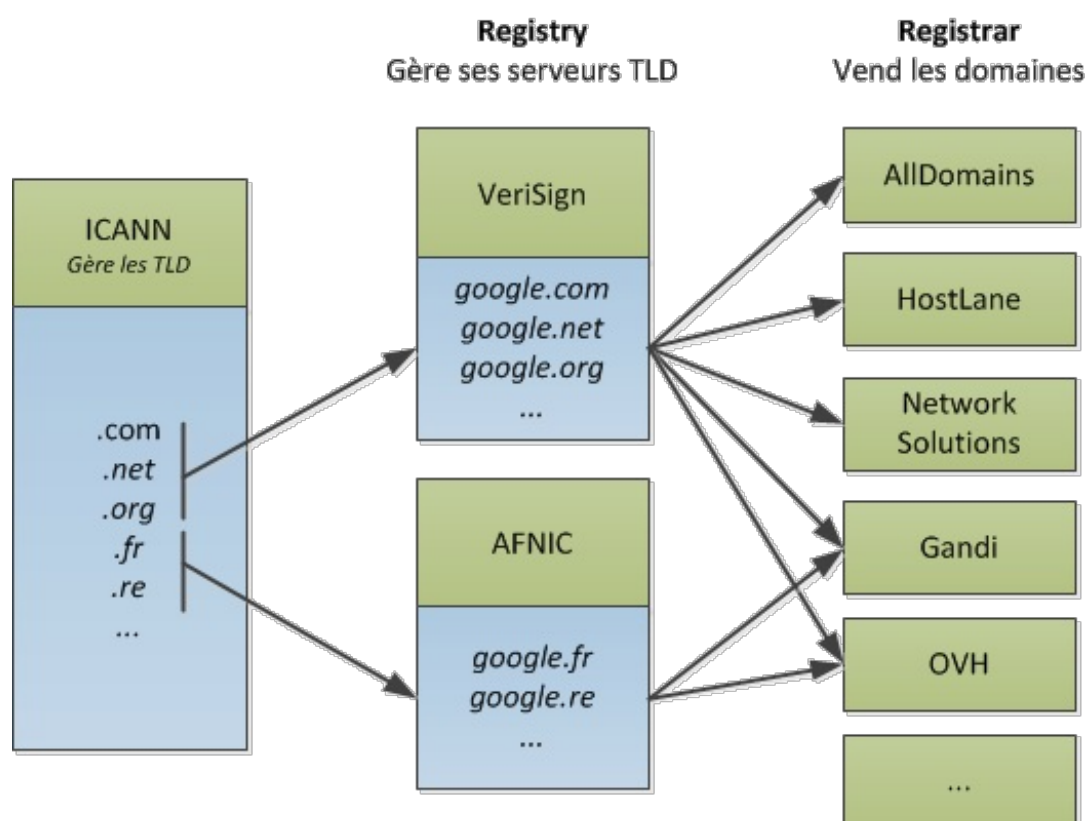 Registry
Gère ses serveurs TLD
Registrar
Vend les domaines
ICANN
Gère les TLD
.com
.net
.org
.fr
.re
...
VeriSign
google.com
google.net
google.org
...
AFNIC
google.fr
google.re
...
AllDomains
HostLane
Network
Solutions
Gandi
OVH
...